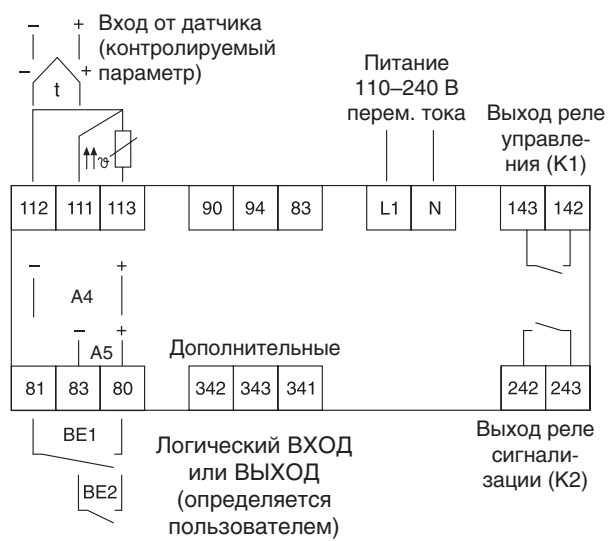 – +
Вход от датчика
(контролируемый
параметр)
– +
t
ϑ
Питание
110–240 В
перем. тока
Выход реле
управле-
ния (K1)
112 111 113 90 94 83 L1 N 143 142
– +
A4
– +
A5
Дополнительные
81 83 80 342 343 341 242 243
BE1
BE2
Логический ВХОД
или ВЫХОД
(определяется
пользователем)
Выход реле
сигнали-
зации (K2)